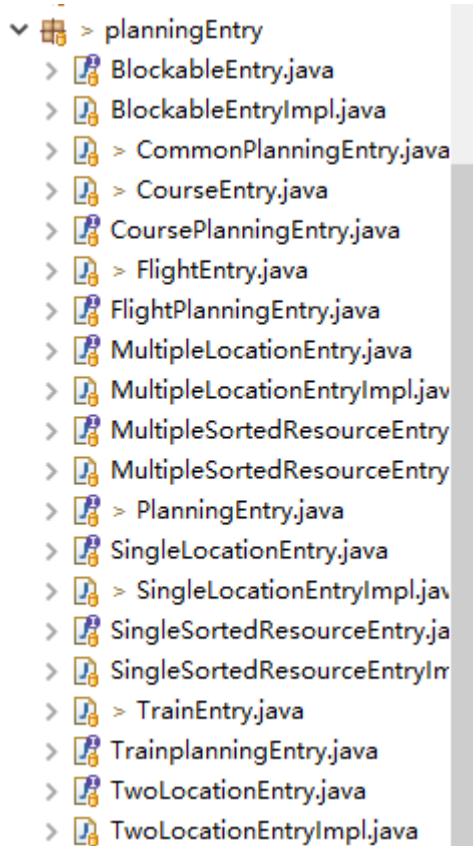 > planningEntry
BlockableEntry.java
BlockableEntryImpl.java
> CommonPlanningEntry.java
> CourseEntry.java
CoursePlanningEntry.java
> FlightEntry.java
FlightPlanningEntry.java
MultipleLocationEntry.java
MultipleLocationEntryImpl.jav
MultipleSortedResourceEntry
MultipleSortedResourceEntry
> PlanningEntry.java
SingleLocationEntry.java
> SingleLocationEntryImpl.jav
SingleSortedResourceEntry.ja
SingleSortedResourceEntryIm
> TrainEntry.java
TrainplanningEntry.java
TwoLocationEntry.java
TwoLocationEntryImpl.java